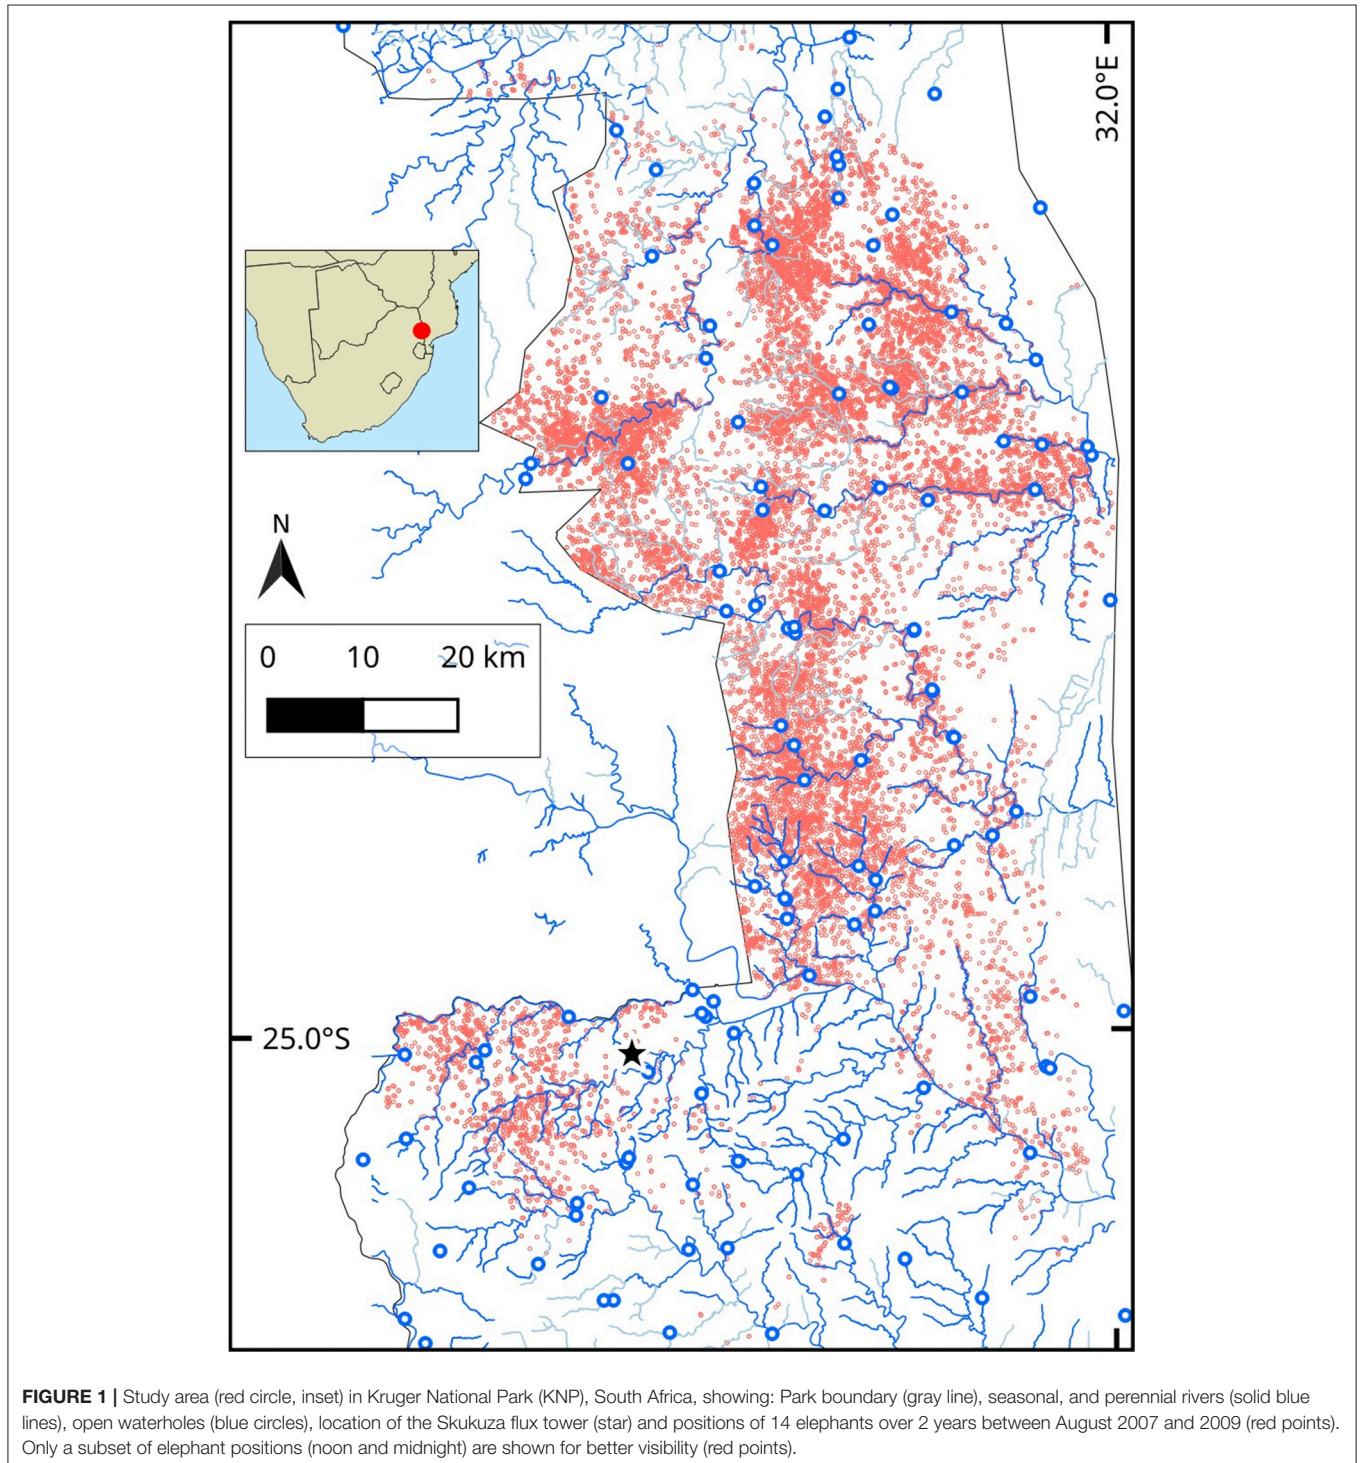 32.0°E
N
0 10 20 km
25.0°S
FIGURE 1 | Study area (red circle, inset) in Kruger National Park (KNP), South Africa, showing: Park boundary (gray line), seasonal, and perennial rivers (solid blue
lines), open waterholes (blue circles), location of the Skukuza flux tower (star) and positions of 14 elephants over 2 years between August 2007 and 2009 (red points).
Only a subset of elephant positions (noon and midnight) are shown for better visibility (red points).